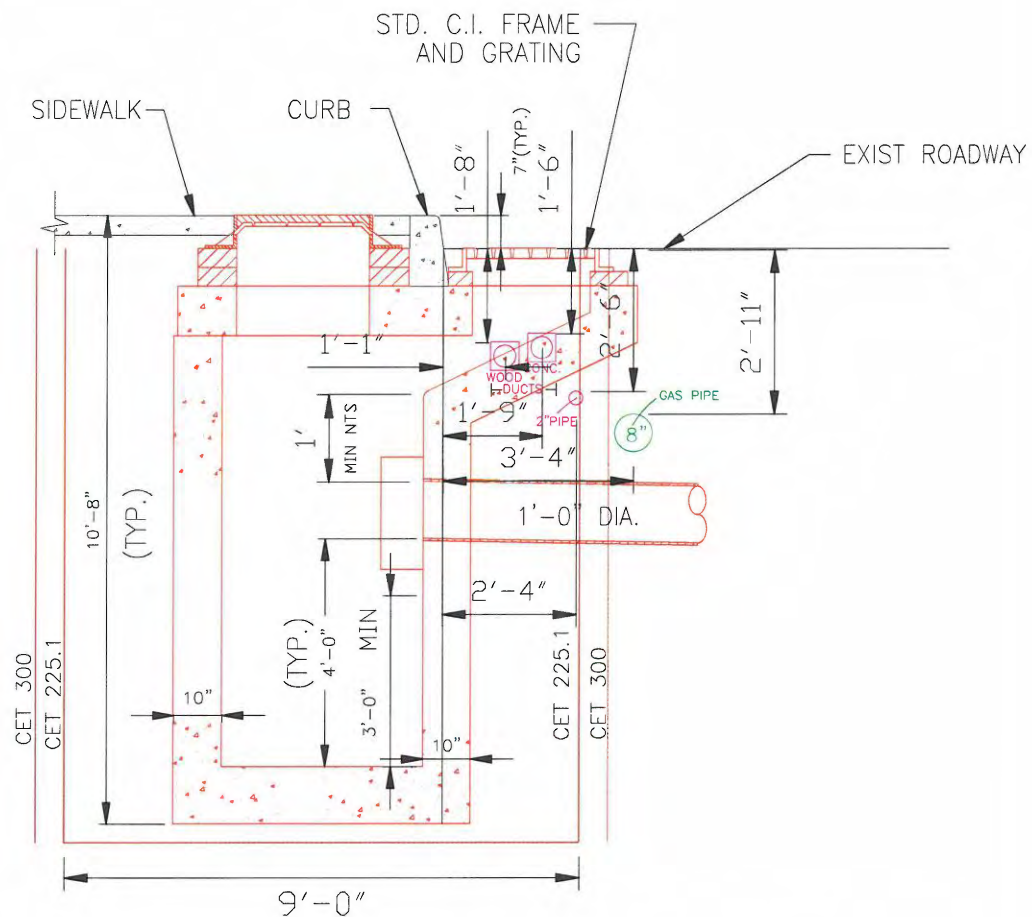 STD. C.I. FRAME
AND GRATING
SIDEWALK
CURB
1'-8"
7"(TYP.)
1'-6"
EXIST ROADWAY
2'-6"
2'-11"
1'-1"
WOOD
CONC.
DUCTS
1'-9"
2"PIPE
GAS PIPE
8"
1'
MIN NTS
3'-4"
10'-8"
(TYP.)
1'-0" DIA.
2'-4"
(TYP.)
4'-0"
3'-0"
MIN
CET 300
CET 225.1
CET 225.1
CET 300
10"
10"
9'-0"